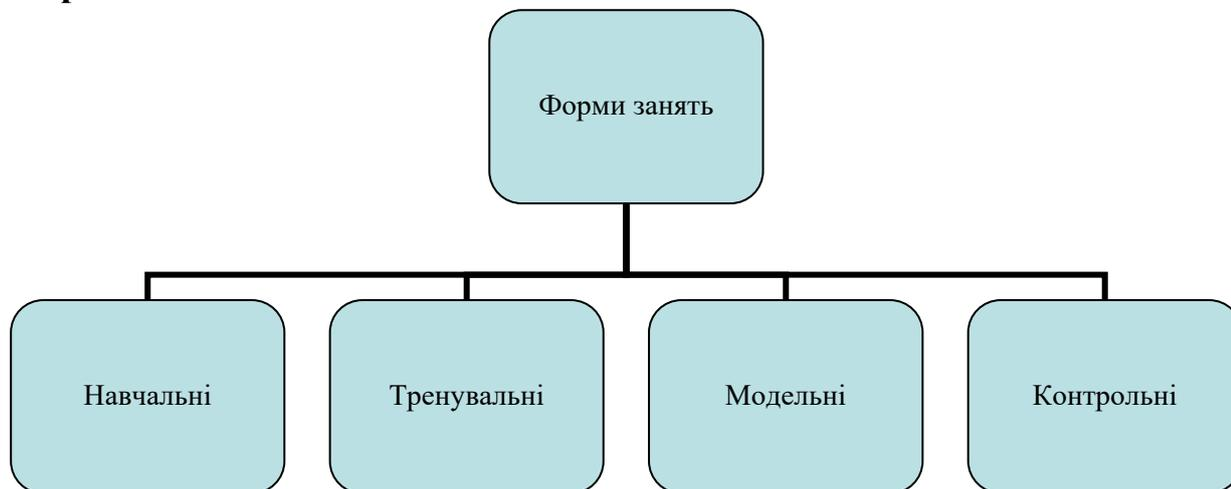 Форми занять
Навчальні
Тренувальні
Модельні
Контрольні